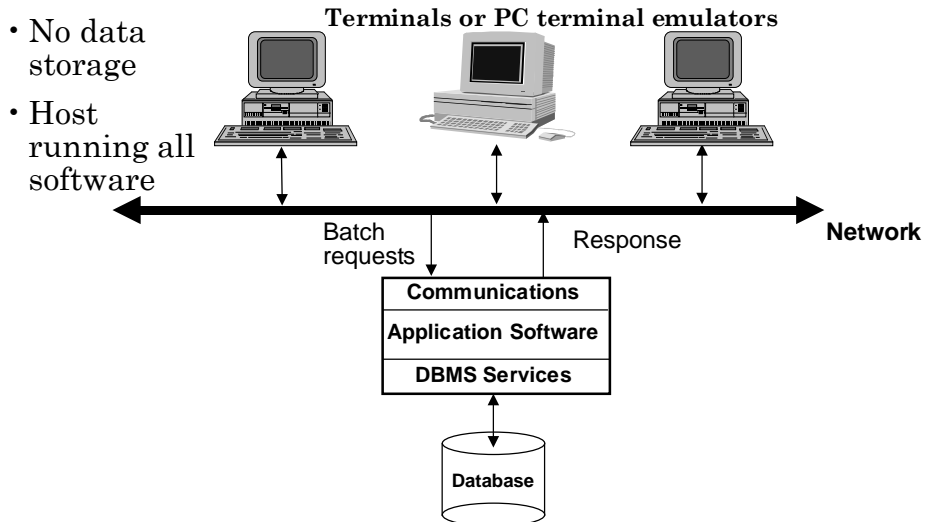 Terminals or PC terminal emulators
• No data
storage
• Host
running all
software
Network
Batch
requests
Response
Communications
Application Software
DBMS Services
Database